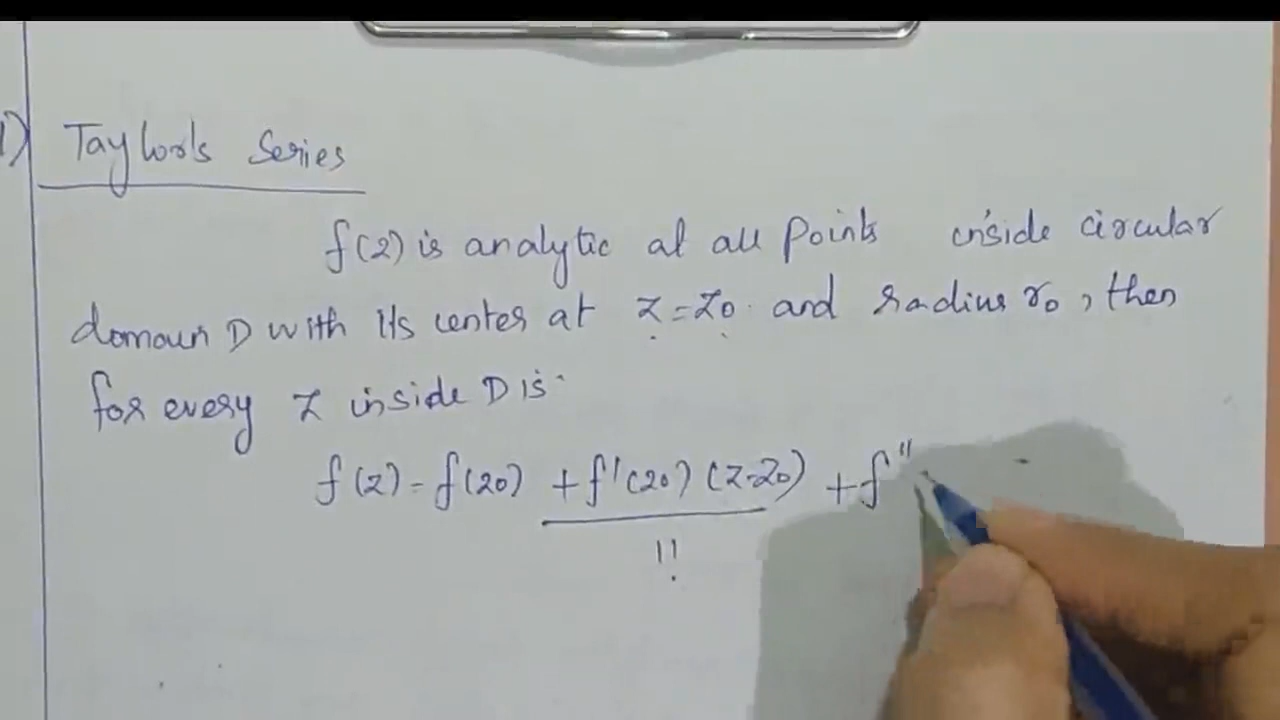 1) Taylor's Series
f(z) is analytic at all points inside circular
domain D with its center at z = z0 and radius r0, then
for every z inside D is
f(z) = f(z0) + f'(z0) (z-z0) + f''
1!